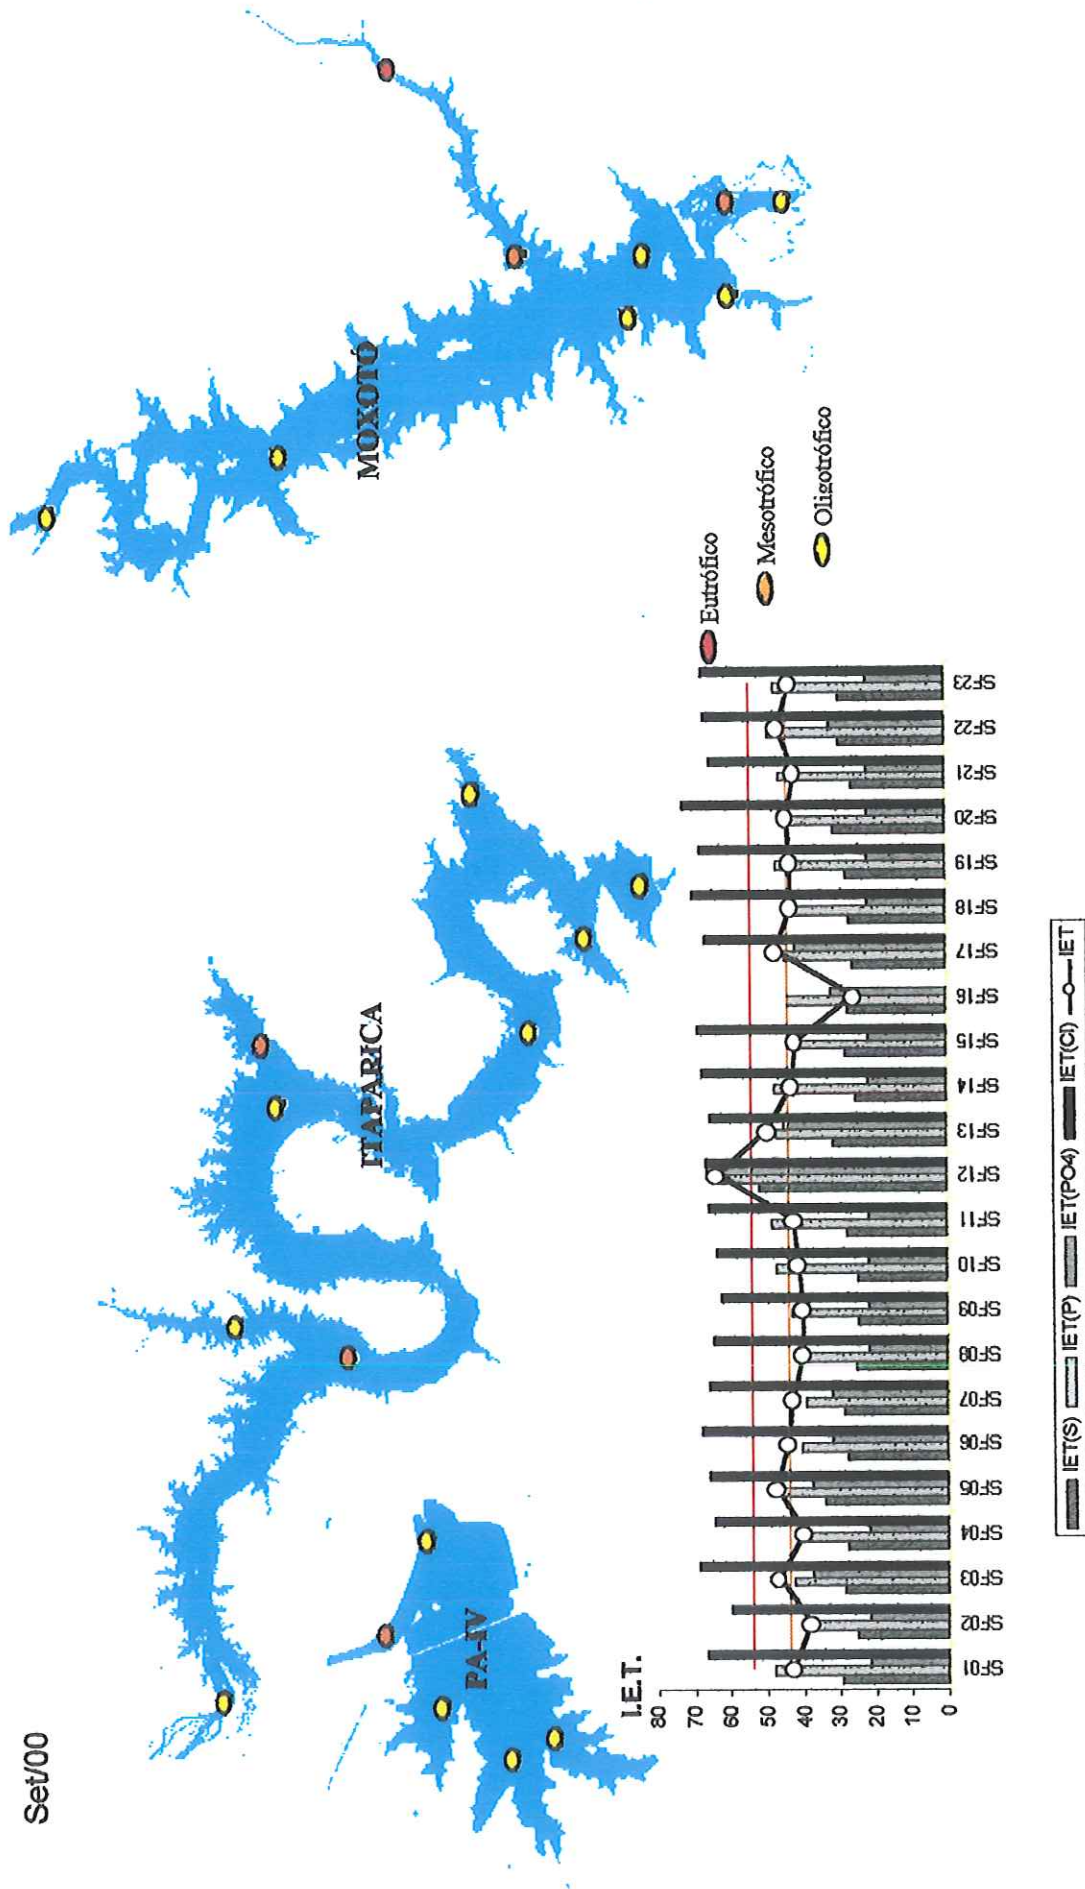 Set/00
ITAPARICA
MOXOTÓ
PA-IV
I.E.T.
80
70
60
50
40
30
20
10
0
SF01 SF02 SF03 SF04 SF05 SF06 SF07 SF08 SF09 SF10 SF11 SF12 SF13 SF14 SF15 SF16 SF17 SF18 SF19 SF20 SF21 SF22 SF23
Eutrófico
Mesotrófico
Oligotrófico
IET(S) IET(P) IET(PO4) IET(Cl) IET